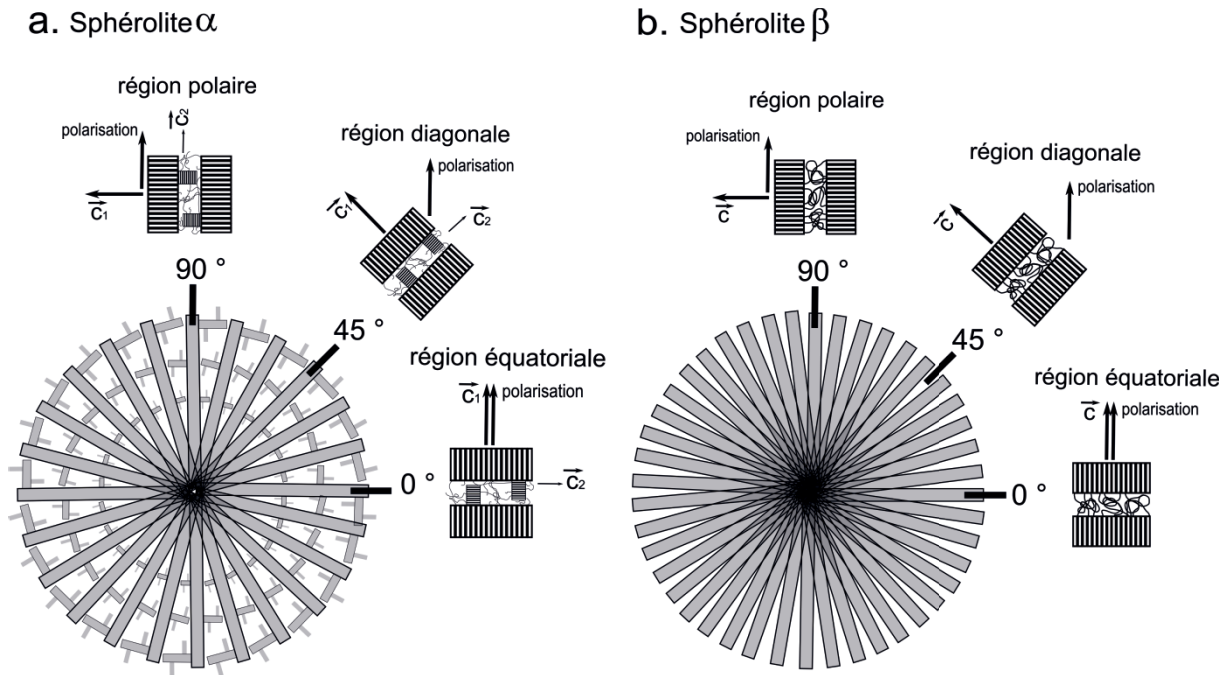 a. Sphérolite α
région polaire
polarisation
c₂
c₁
région diagonale
polarisation
c₁
c₂
90 °
45 °
région équatoriale
c₁
polarisation
c₂
0 °
b. Sphérolite β
région polaire
polarisation
c
région diagonale
polarisation
c
90 °
45 °
région équatoriale
c
polarisation
0 °